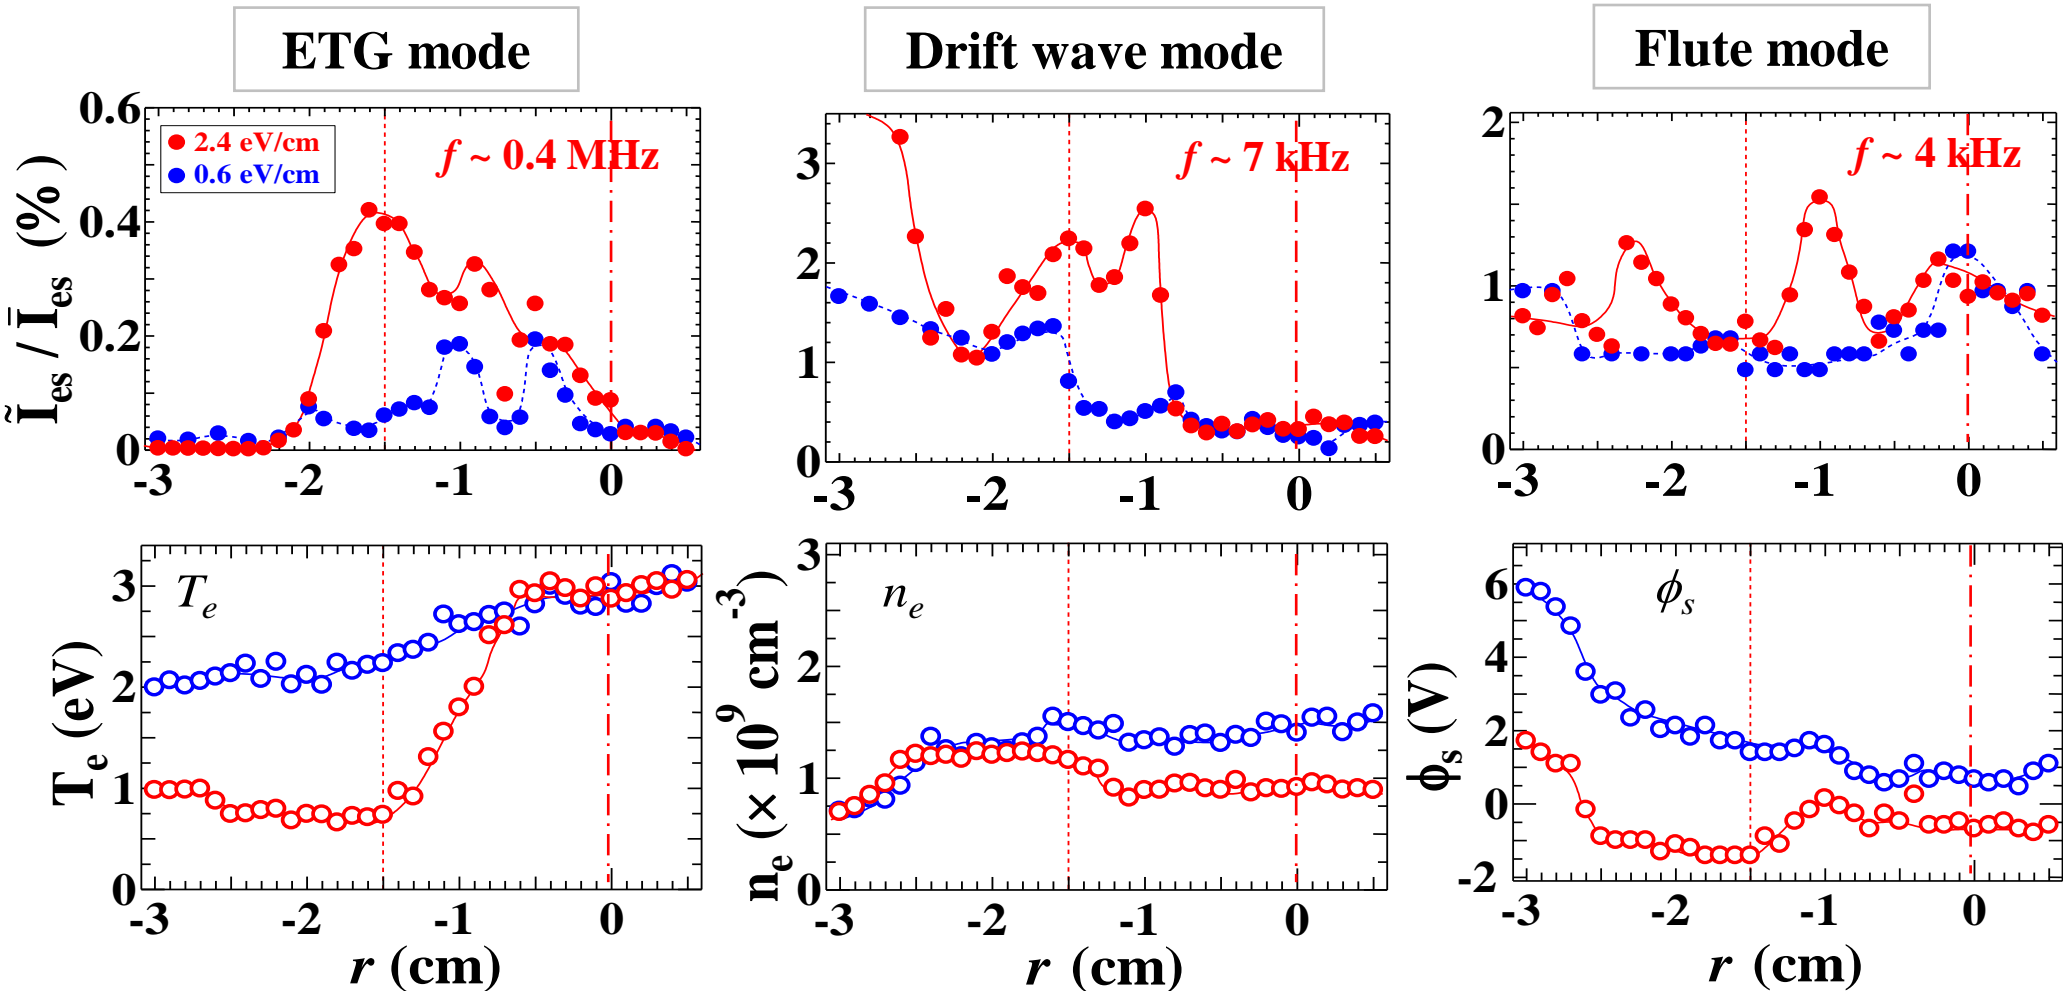 ETG mode
Drift wave mode
Flute mode
Ĩes / Īes (%)
0.6
0.4
0.2
0
2.4 eV/cm
0.6 eV/cm
f ~ 0.4 MHz
-3 -2 -1 0
3
2
1
0
f ~ 7 kHz
-3 -2 -1 0
2
1
0
f ~ 4 kHz
-3 -2 -1 0
Te (eV)
3
2
1
0
Te
-3 -2 -1 0
r (cm)
ne (× 10^9 cm^-3)
3
2
1
0
ne
-3 -2 -1 0
r (cm)
ϕs (V)
6
4
2
0
-2
ϕs
-3 -2 -1 0
r (cm)